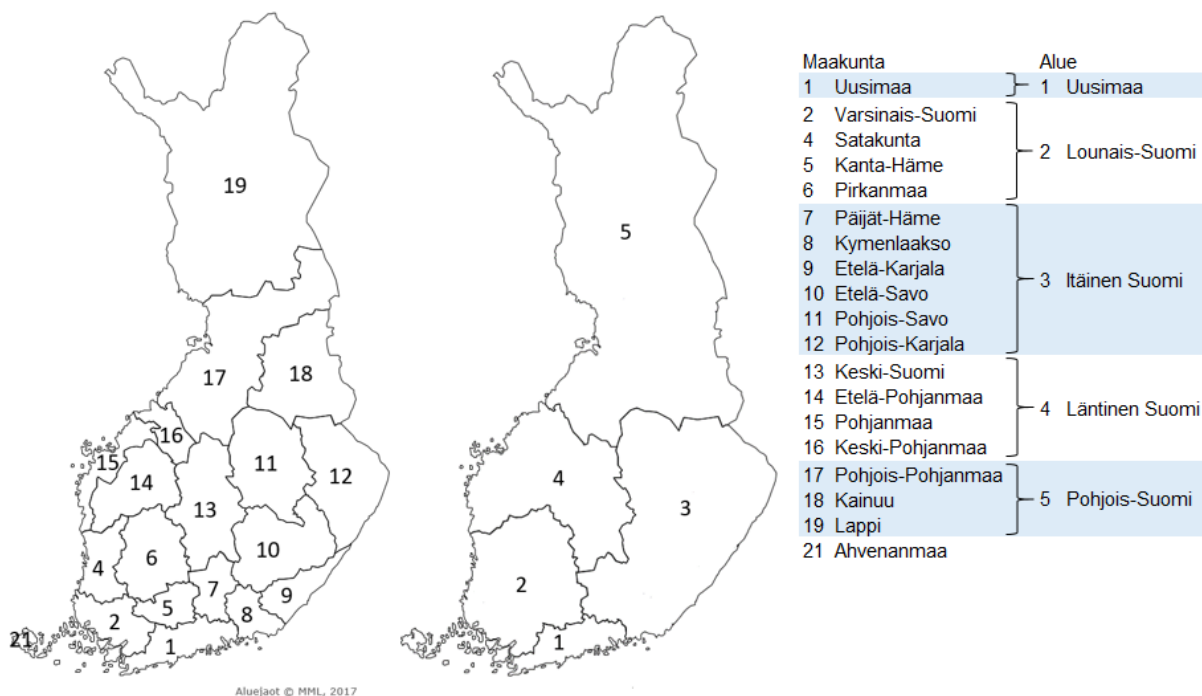 19
17
18
16
15
14
11
12
13
10
6
4
7
9
5
8
2
21
1
Aluejaot © MML, 2017
5
4
3
2
1
Maakunta Alue
1 Uusimaa 1 Uusimaa
2 Varsinais-Suomi
4 Satakunta
2 Lounais-Suomi
5 Kanta-Häme
6 Pirkanmaa
7 Päijät-Häme
8 Kymenlaakso
9 Etelä-Karjala
3 Itäinen Suomi
10 Etelä-Savo
11 Pohjois-Savo
12 Pohjois-Karjala
13 Keski-Suomi
14 Etelä-Pohjanmaa
4 Läntinen Suomi
15 Pohjanmaa
16 Keski-Pohjanmaa
17 Pohjois-Pohjanmaa
18 Kainuu 5 Pohjois-Suomi
19 Lappi
21 Ahvenanmaa